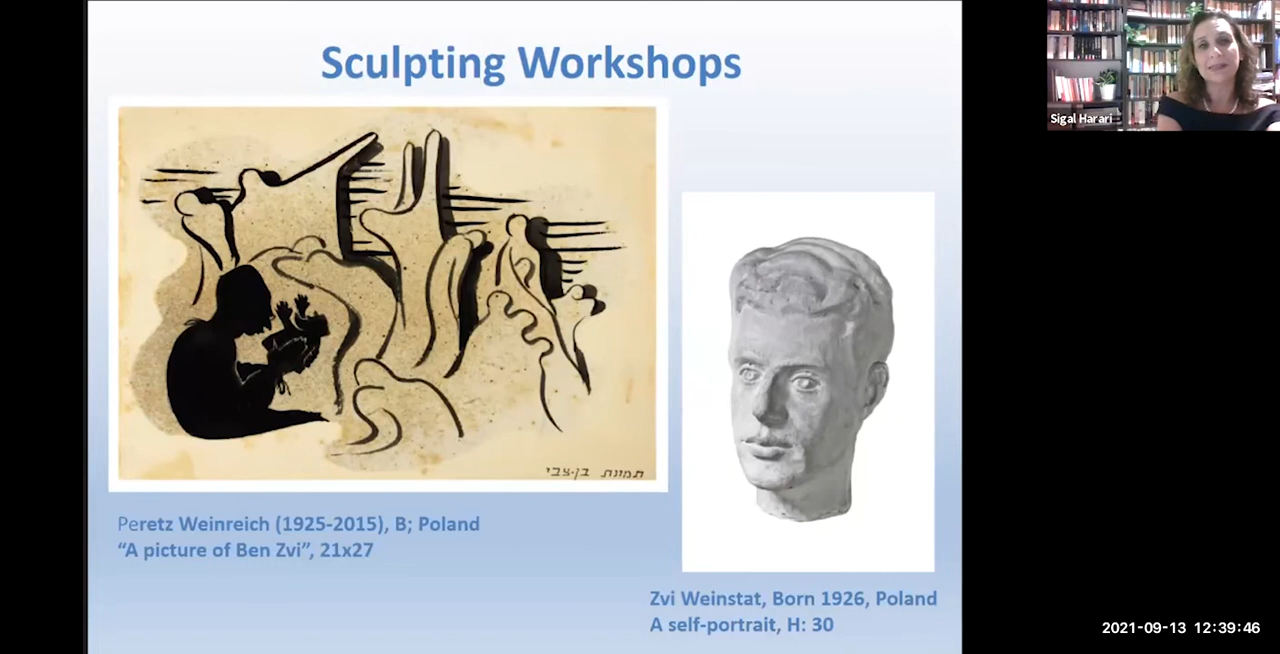 Sculpting Workshops
Sigal Harari
תמונת בן-צבי
Peretz Weinreich (1925-2015), B; Poland
“A picture of Ben Zvi”, 21x27
Zvi Weinstat, Born 1926, Poland
A self-portrait, H: 30
2021-09-13 12:39:46